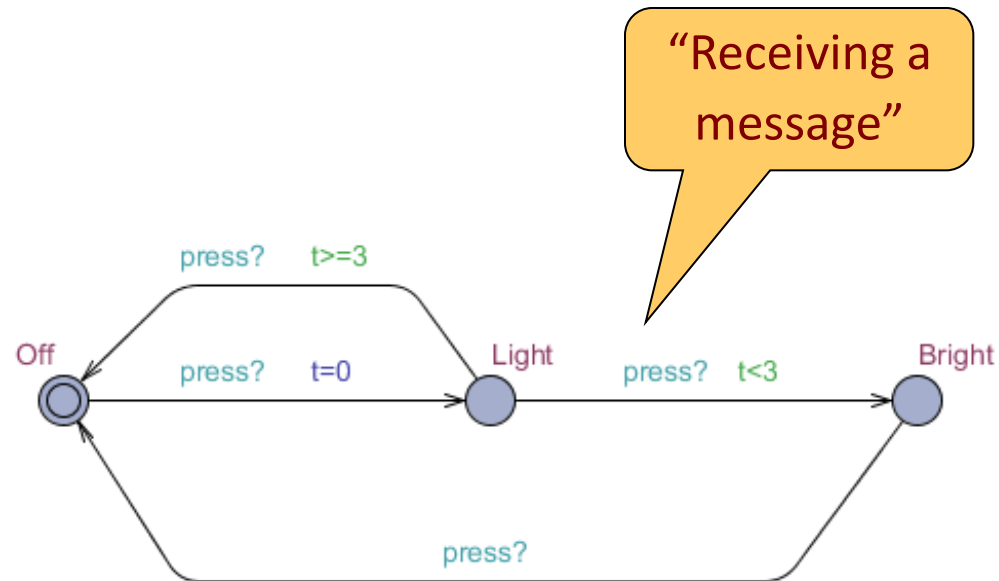 “Receiving a
message”
press? t>=3
Off
press? t=0
Light
press? t<3
Bright
press?